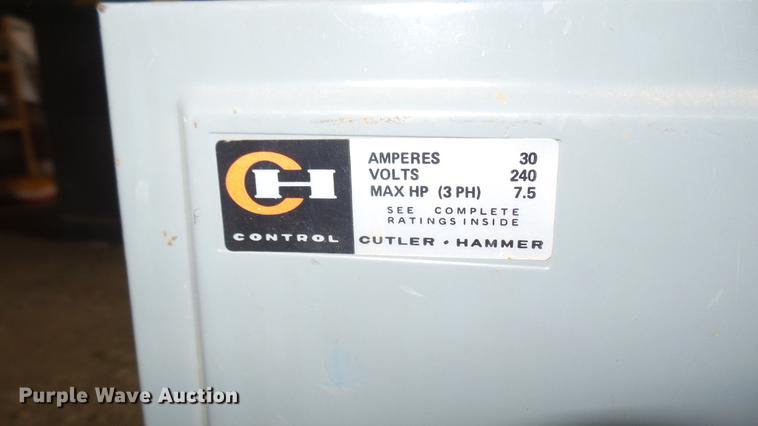 CH
CONTROL
AMPERES 30
VOLTS 240
MAX HP (3 PH) 7.5
SEE COMPLETE
RATINGS INSIDE
CUTLER • HAMMER
Purple Wave Auction